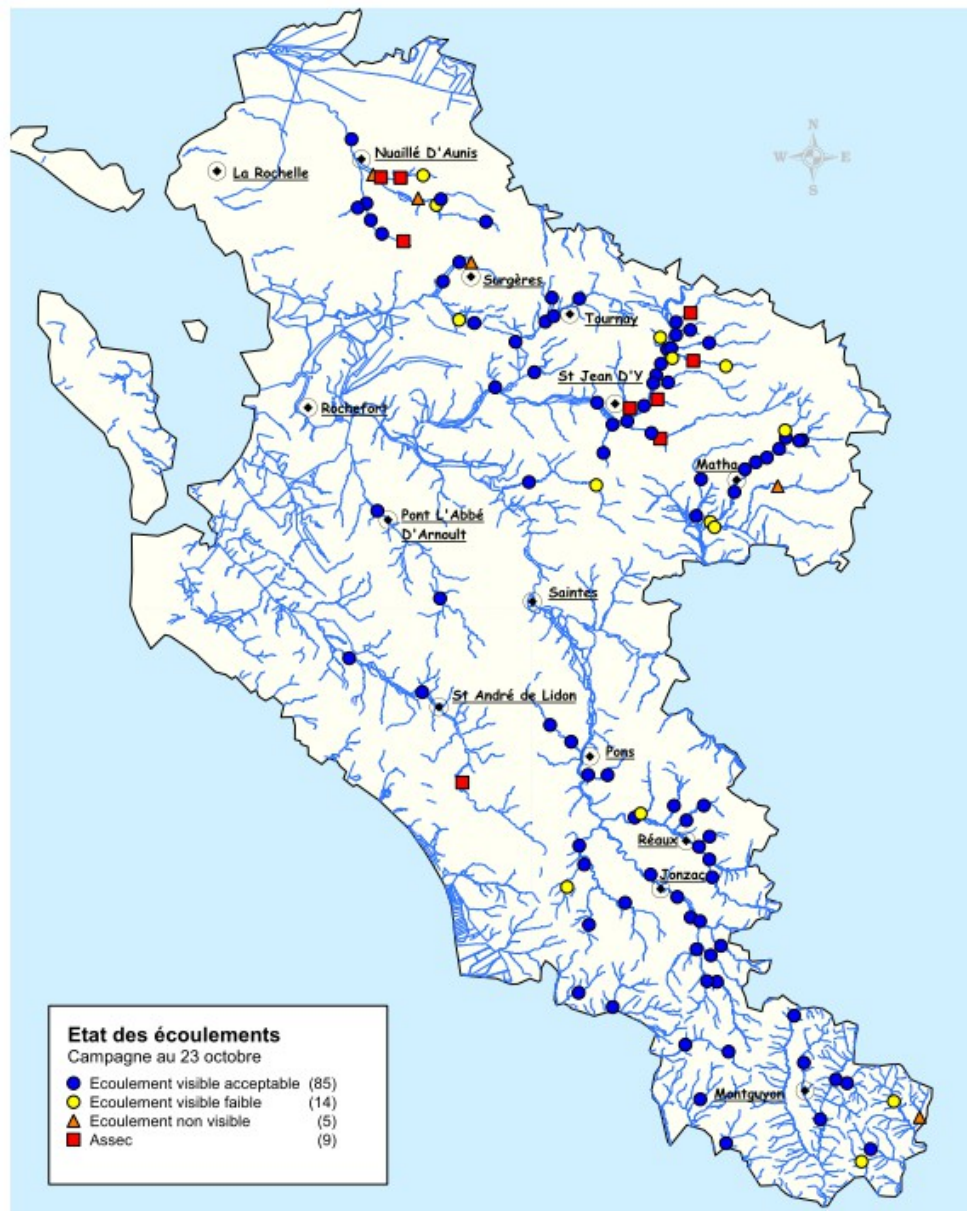 N
W E
S
Nuaillé D'Aunis
La Rochelle
Surgères
Tournay
St Jean D'Y
Rochefort
Matha
Pont L'Abbé
D'Arnoult
Saintes
St André de Lidon
Pons
Réaux
Jonzac
Montguyon
Etat des écoulements
Campagne au 23 octobre
Ecoulement visible acceptable (85)
Ecoulement visible faible (14)
Ecoulement non visible (5)
Assec (9)